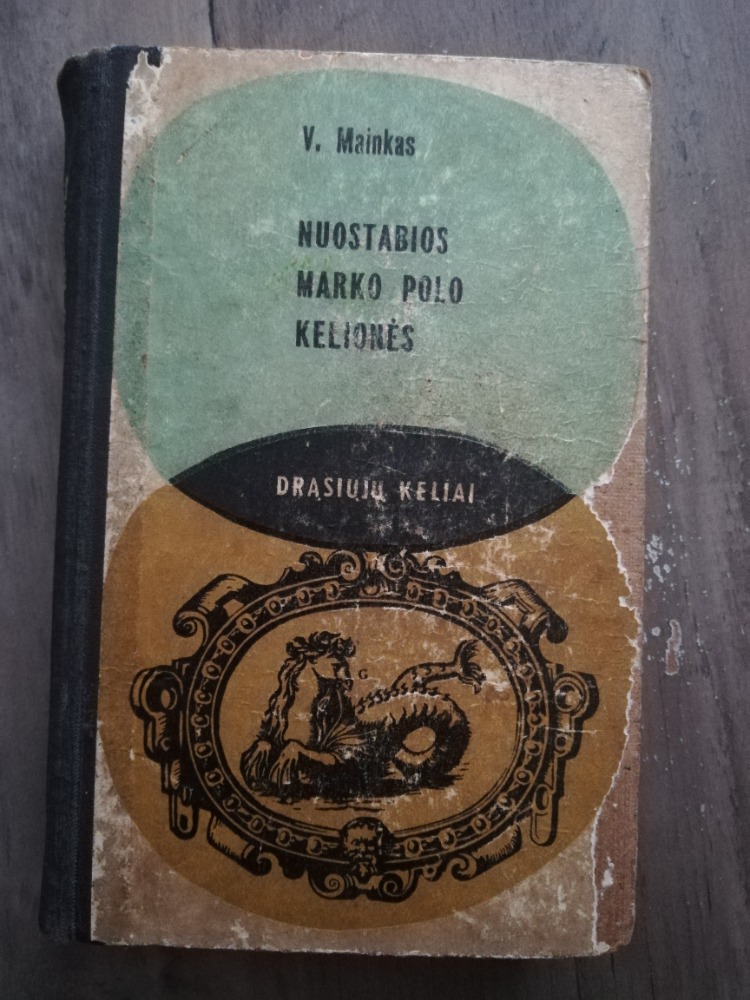 V. Mainkas
NUOSTABIOS
MARKO POLO
KELIONĖS
DRĄSIŲJŲ KELIAI
G